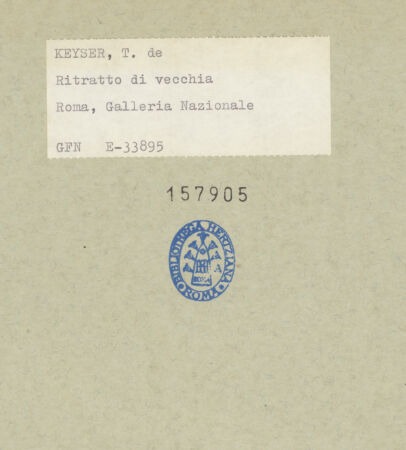 KEYSER, T. de
Ritratto di vecchia
Roma, Galleria Nazionale
GFN E-33895
157905
BIBLIOTHECA HERTZIANA
ROMA